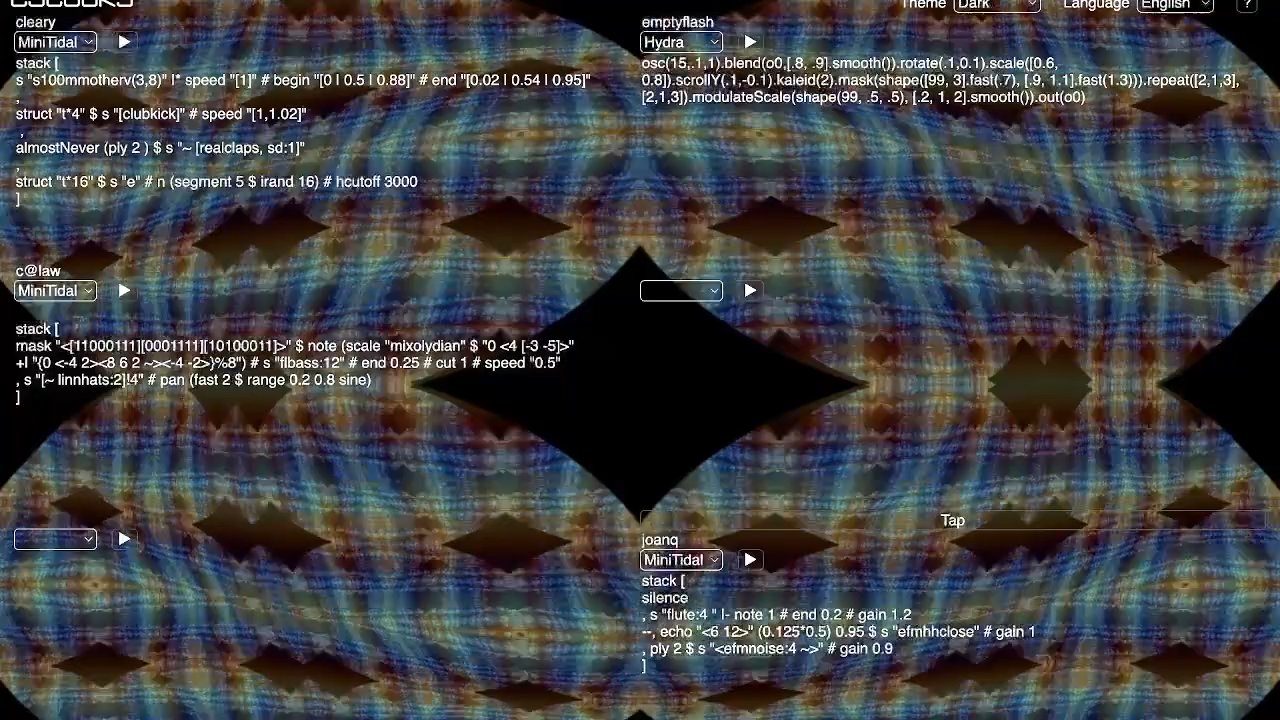 Theme Dark Language English ?
cleary
MiniTidal
stack [
s "s100mmotherv(3,8)" |* speed "[1]" # begin "[0 | 0.5 | 0.88]" # end "[0.02 | 0.54 | 0.95]"
,
struct "t*4" $ s "[clubkick]" # speed "[1,1.02]"
,
almostNever (ply 2 ) $ s "~ [realclaps, sd:1]"
,
struct "t*16" $ s "e" # n (segment 5 $ irand 16) # hcutoff 3000
]
emptyflash
Hydra
osc(15,.1,1).blend(o0,[.8, .9].smooth()).rotate(.1,0.1).scale([0.6,
0.8]).scrollY(.1,-0.1).kaleid(2).mask(shape([99, 3].fast(.7), [.9, 1.1].fast(1.3))).repeat([2,1,3],
[2,1,3]).modulateScale(shape(99, .5, .5), [.2, 1, 2].smooth()).out(o0)
c@law
MiniTidal
stack [
mask "<[11000111][0001111][10100011]>" $ note (scale "mixolydian" $ "0 <4 [-3 -5]>"
+| "{0 <-4 2><8 6 2 ~><-4 -2>}%8") # s "flbass:12" # end 0.25 # cut 1 # speed "0.5"
, s "[~ linnhats:2]!4" # pan (fast 2 $ range 0.2 0.8 sine)
]
Tap
joanq
MiniTidal
stack [
silence
, s "flute:4 " |- note 1 # end 0.2 # gain 1.2
--, echo "<6 12>" (0.125*0.5) 0.95 $ s "efmhhclose" # gain 1
, ply 2 $ s "<efmnoise:4 ~>" # gain 0.9
]